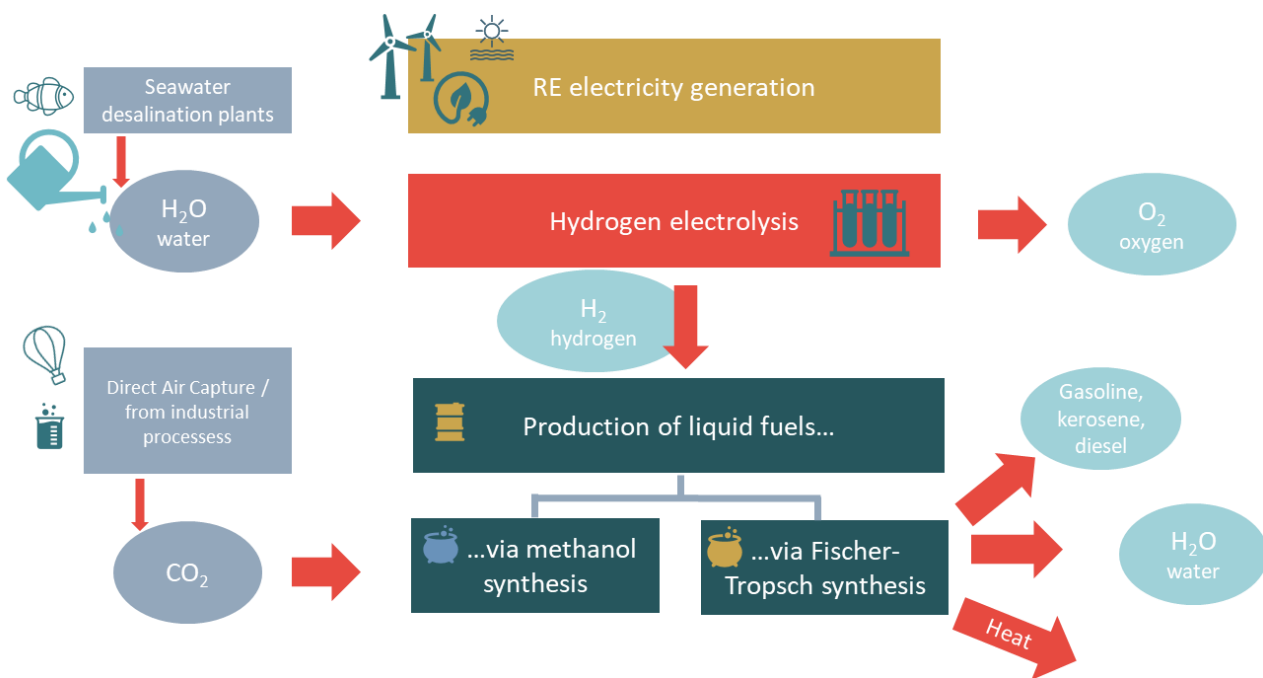 RE electricity generation
Seawater
desalination plants
H₂O
water
Hydrogen electrolysis
O₂
oxygen
H₂
hydrogen
Direct Air Capture /
from industrial
processess
Production of liquid fuels...
Gasoline,
kerosene,
diesel
...via methanol
synthesis
...via Fischer-
Tropsch synthesis
CO₂
H₂O
water
Heat